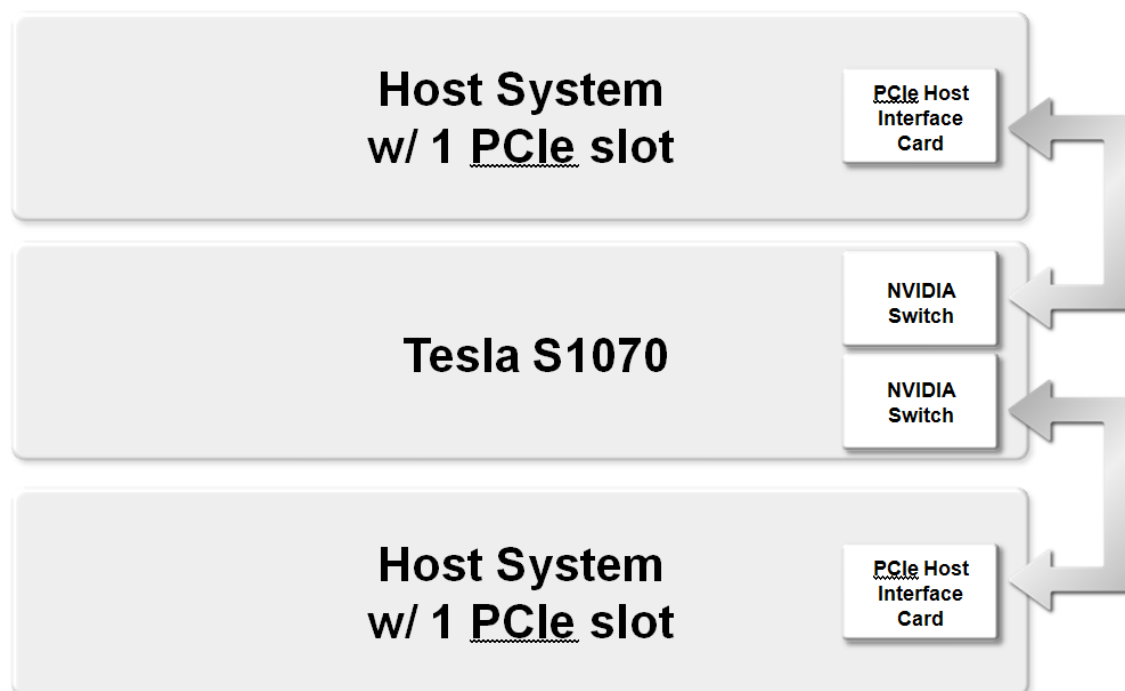 Host System
w/ 1 PCIe slot
PCIe Host
Interface
Card
Tesla S1070
NVIDIA
Switch
NVIDIA
Switch
Host System
w/ 1 PCIe slot
PCIe Host
Interface
Card